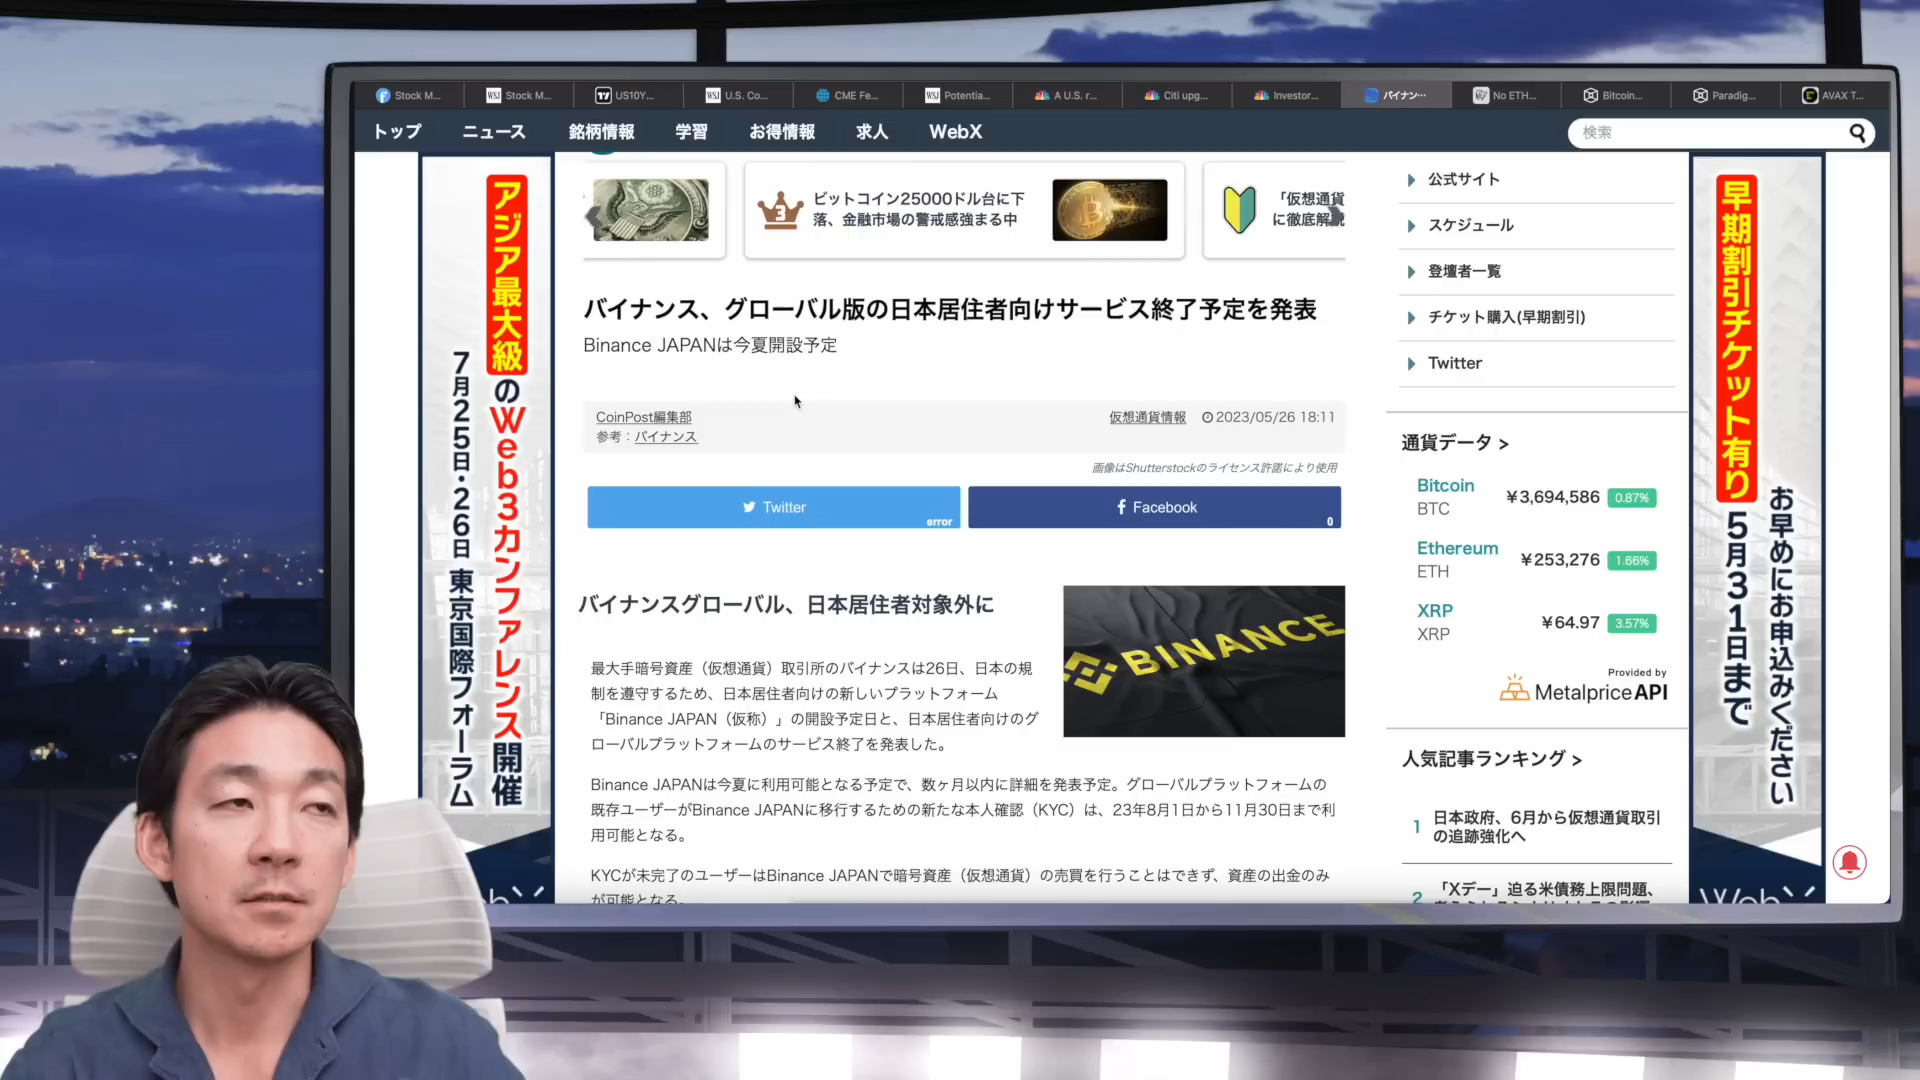 Stock M...
Stock M...
US10Y...
U.S. Co...
CME Fe...
Potentia...
A U.S. r...
Citi upg...
Investor...
バイナン…
No ETH...
Bitcoin...
Paradig...
AVAX T...
トップ
ニュース
銘柄情報
学習
お得情報
求人
WebX
検索
アジア最大級のWeb3カンファレンス開催
7月25日・26日 東京国際フォーラム
3
ビットコイン25000ドル台に下
落、金融市場の警戒感強まる中
「仮想通貨
に徹底解説
バイナンス、グローバル版の日本居住者向けサービス終了予定を発表
Binance JAPANは今夏開設予定
CoinPost編集部
参考：バイナンス
仮想通貨情報
2023/05/26 18:11
画像はShutterstockのライセンス許諾により使用
Twitter
error
Facebook
0
バイナンスグローバル、日本居住者対象外に
最大手暗号資産（仮想通貨）取引所のバイナンスは26日、日本の規
制を遵守するため、日本居住者向けの新しいプラットフォーム
「Binance JAPAN（仮称）」の開設予定日と、日本居住者向けのグ
ローバルプラットフォームのサービス終了を発表した。
BINANCE
Binance JAPANは今夏に利用可能となる予定で、数ヶ月以内に詳細を発表予定。グローバルプラットフォームの
既存ユーザーがBinance JAPANに移行するための新たな本人確認（KYC）は、23年8月1日から11月30日まで利
用可能となる。
KYCが未完了のユーザーはBinance JAPANで暗号資産（仮想通貨）の売買を行うことはできず、資産の出金のみ
が可能となる。
公式サイト
スケジュール
登壇者一覧
チケット購入(早期割引)
Twitter
通貨データ >
Bitcoin
BTC
¥3,694,586
0.87%
Ethereum
ETH
¥253,276
1.66%
XRP
XRP
¥64.97
3.57%
Provided by
MetalpriceAPI
人気記事ランキング >
1
日本政府、6月から仮想通貨取引
の追跡強化へ
2
「Xデー」迫る米債務上限問題、
早期割引チケット有り 5月31日まで
お早めにお申込みください
WebX